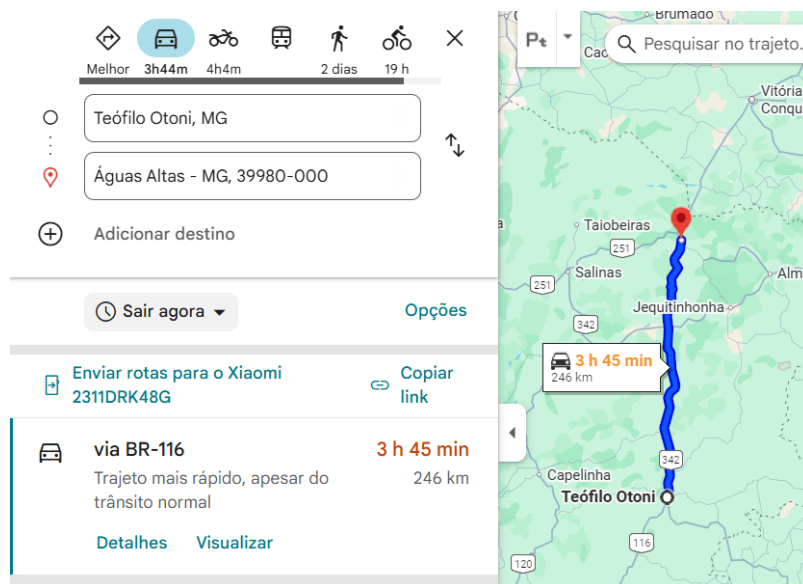 Melhor
3h44m
4h4m
2 dias
19 h
Teófilo Otoni, MG
Águas Altas - MG, 39980-000
Adicionar destino
Sair agora
Opções
Enviar rotas para o Xiaomi
2311DRK48G
Copiar
link
via BR-116
3 h 45 min
Trajeto mais rápido, apesar do
246 km
trânsito normal
Detalhes
Visualizar
Brumado
Pesquisar no trajeto.
Vitória
Conqu
Taiobeiras
251
Salinas
251
Alm
Jequitinhonha
342
3 h 45 min
246 km
342
Capelinha
Teófilo Otoni
116
120